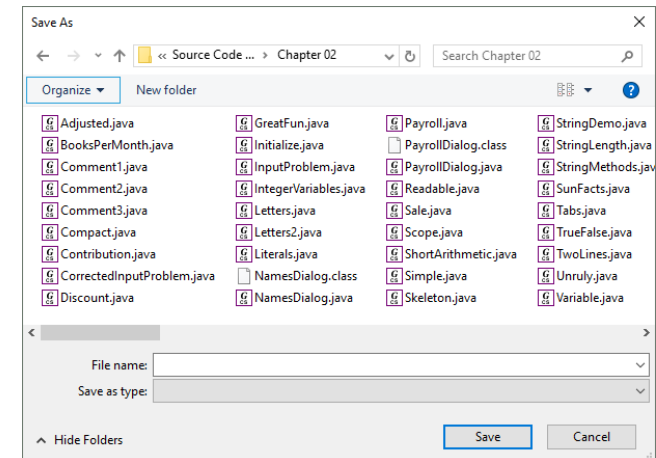 Save As
« Source Code ... › Chapter 02
Search Chapter 02
Organize
New folder
Adjusted.java
BooksPerMonth.java
Comment1.java
Comment2.java
Comment3.java
Compact.java
Contribution.java
CorrectedInputProblem.java
Discount.java
GreatFun.java
Initialize.java
InputProblem.java
IntegerVariables.java
Letters.java
Letters2.java
Literals.java
NamesDialog.class
NamesDialog.java
Payroll.java
PayrollDialog.class
PayrollDialog.java
Readable.java
Sale.java
Scope.java
ShortArithmetic.java
Simple.java
Skeleton.java
StringDemo.java
StringLength.java
StringMethods.jav
SunFacts.java
Tabs.java
TrueFalse.java
TwoLines.java
Unruly.java
Variable.java
File name:
Save as type:
Hide Folders
Save
Cancel